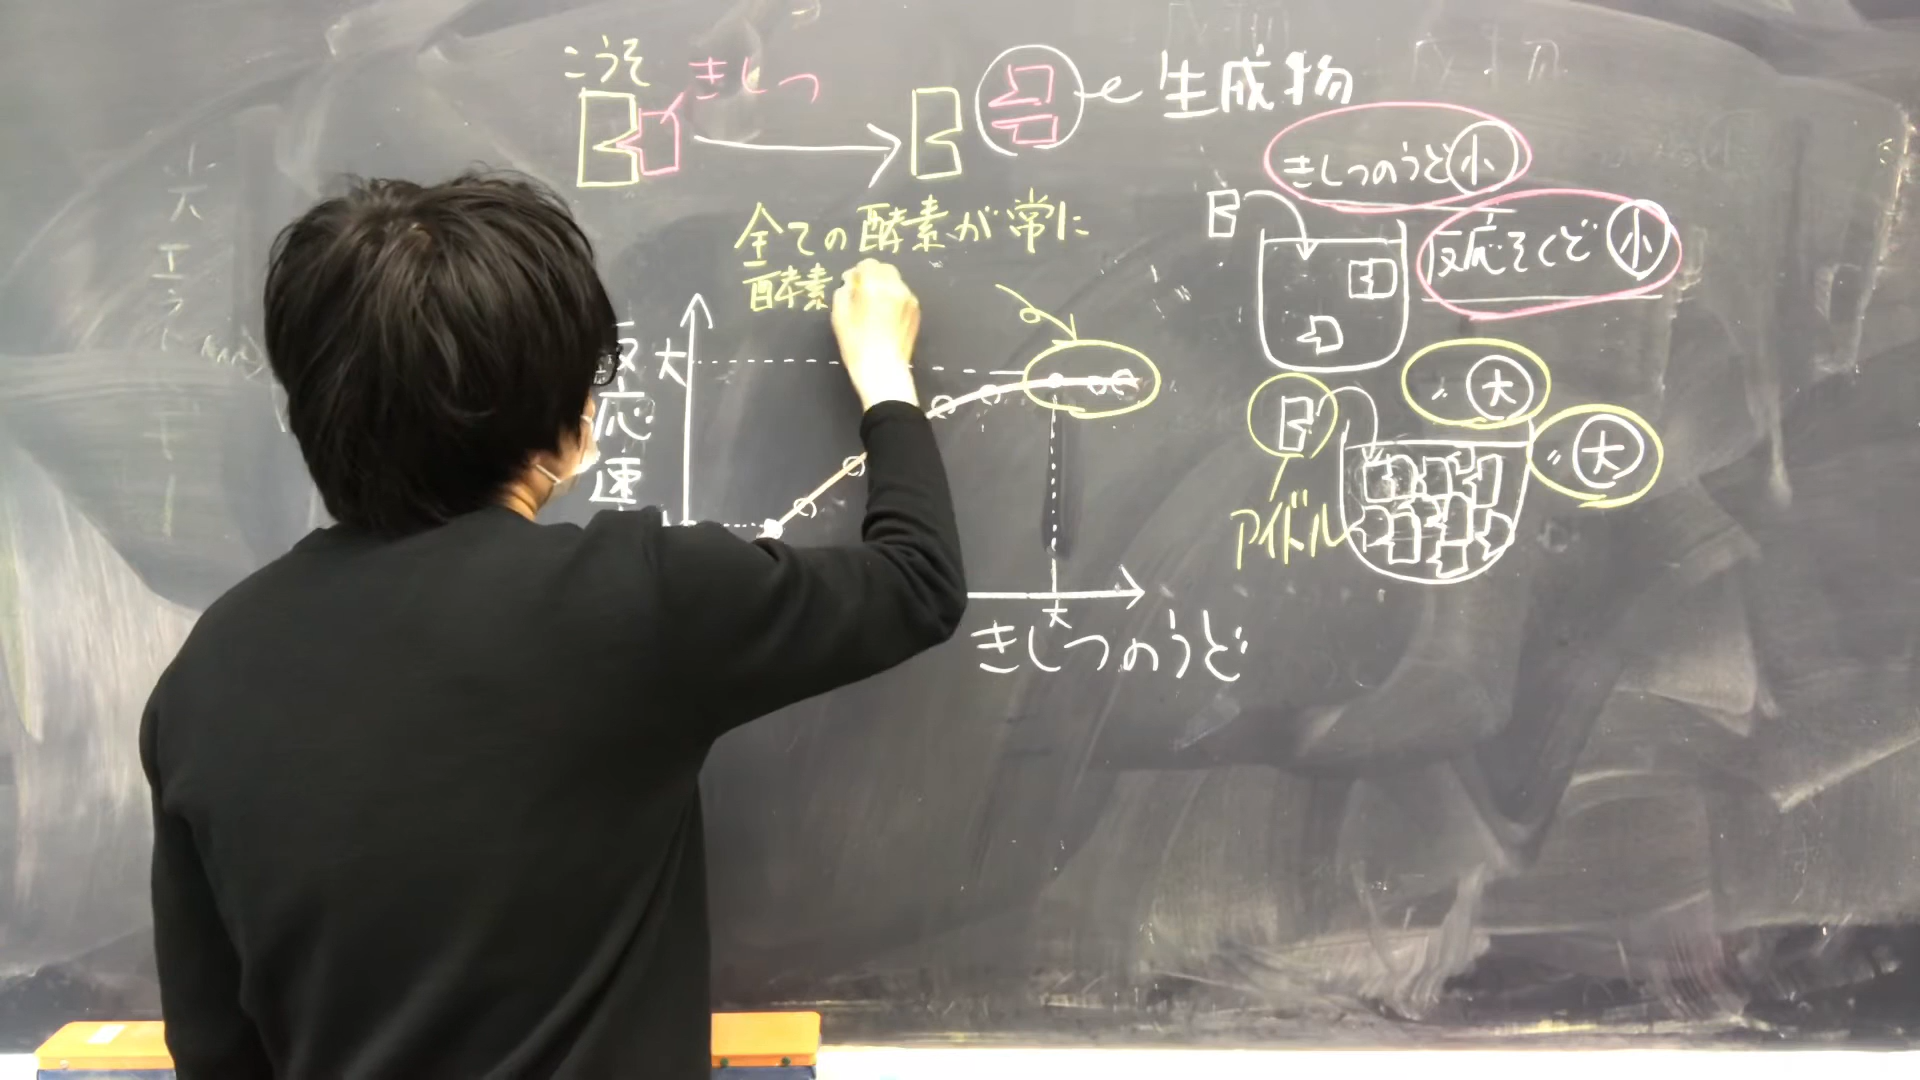 こうそ
きしつ
生成物
全ての酵素が常に
酵素
きしつのうど 小
反応そくど 小
反応速
大
〃 大
〃 大
アイドル
大
きしつのうど